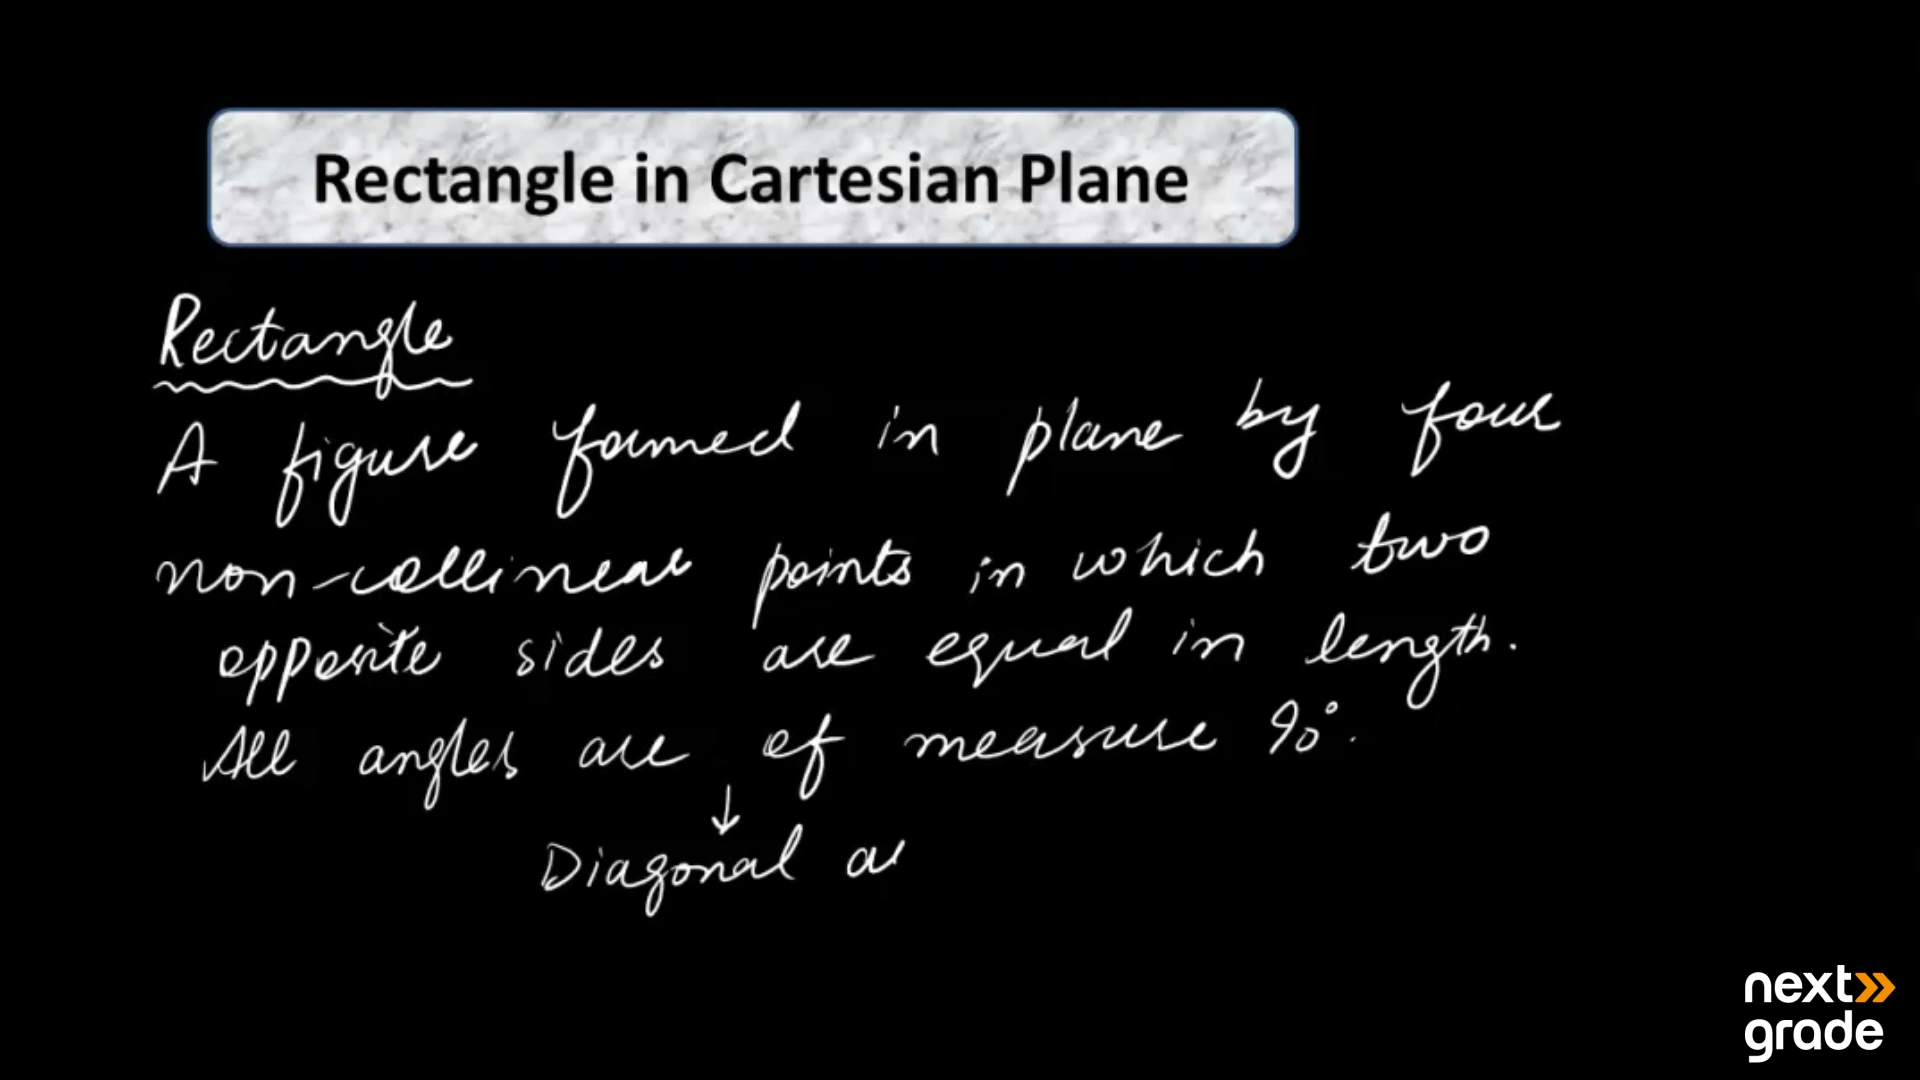 Rectangle in Cartesian Plane
Rectangle
A figure formed in plane by four
non-collinear points in which two
opposite sides are equal in length.
All angles are of measure 90°.
↓
Diagonal a
next
grade